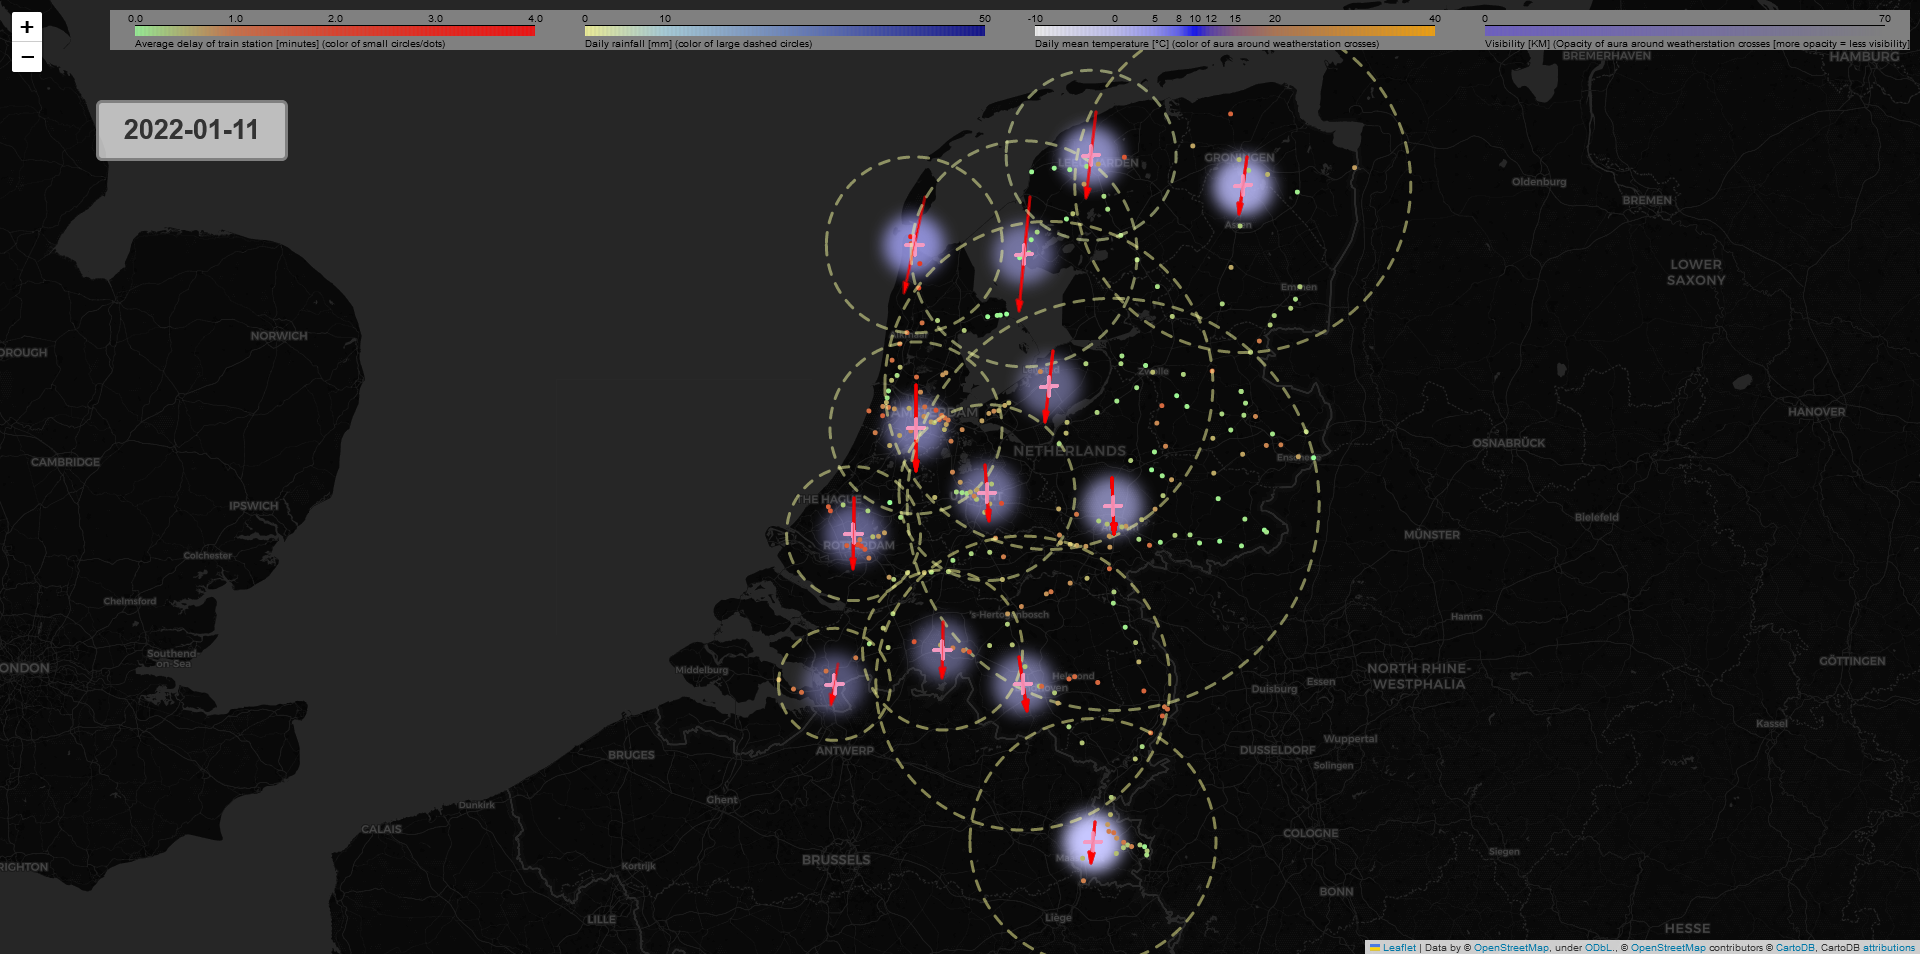 +
−
2022-01-11
0.0 1.0 2.0 3.0 4.0
Average delay of train station [minutes] (color of small circles/dots)
0 10 50
Daily rainfall [mm] (color of large dashed circles)
-10 0 5 8 10 12 15 20 40
Daily mean temperature [°C] (color of aura around weatherstation crosses)
0 70
Visibility [KM] (Opacity of aura around weatherstation crosses [more opacity = less visibility]
BREMERHAVEN
HAMBURG
GRONINGEN
Oldenburg
BREMEN
Assen
LOWER
SAXONY
Emmen
NORWICH
OROUGH
Zwolle
HANOVER
OSNABRÜCK
NETHERLANDS
CAMBRIDGE
THE HAGUE
IPSWICH
Bielefeld
MÜNSTER
Colchester
ROTTERDAM
Chelmsford
's-Hertogenbosch
Hamm
Southend-
on-Sea
ONDON
Middelburg
Helmond
NORTH RHINE-
WESTPHALIA
GÖTTINGEN
Essen
Duisburg
Kassel
BRUGES
ANTWERP
DUSSELDORF
Wuppertal
Solingen
Ghent
Dunkirk
CALAIS
COLOGNE
Siegen
BRUSSELS
RIGHTON
Kortrijk
BONN
LILLE
Liège
HESSE
Leaflet | Data by © OpenStreetMap, under ODbL., © OpenStreetMap contributors © CartoDB, CartoDB attributions